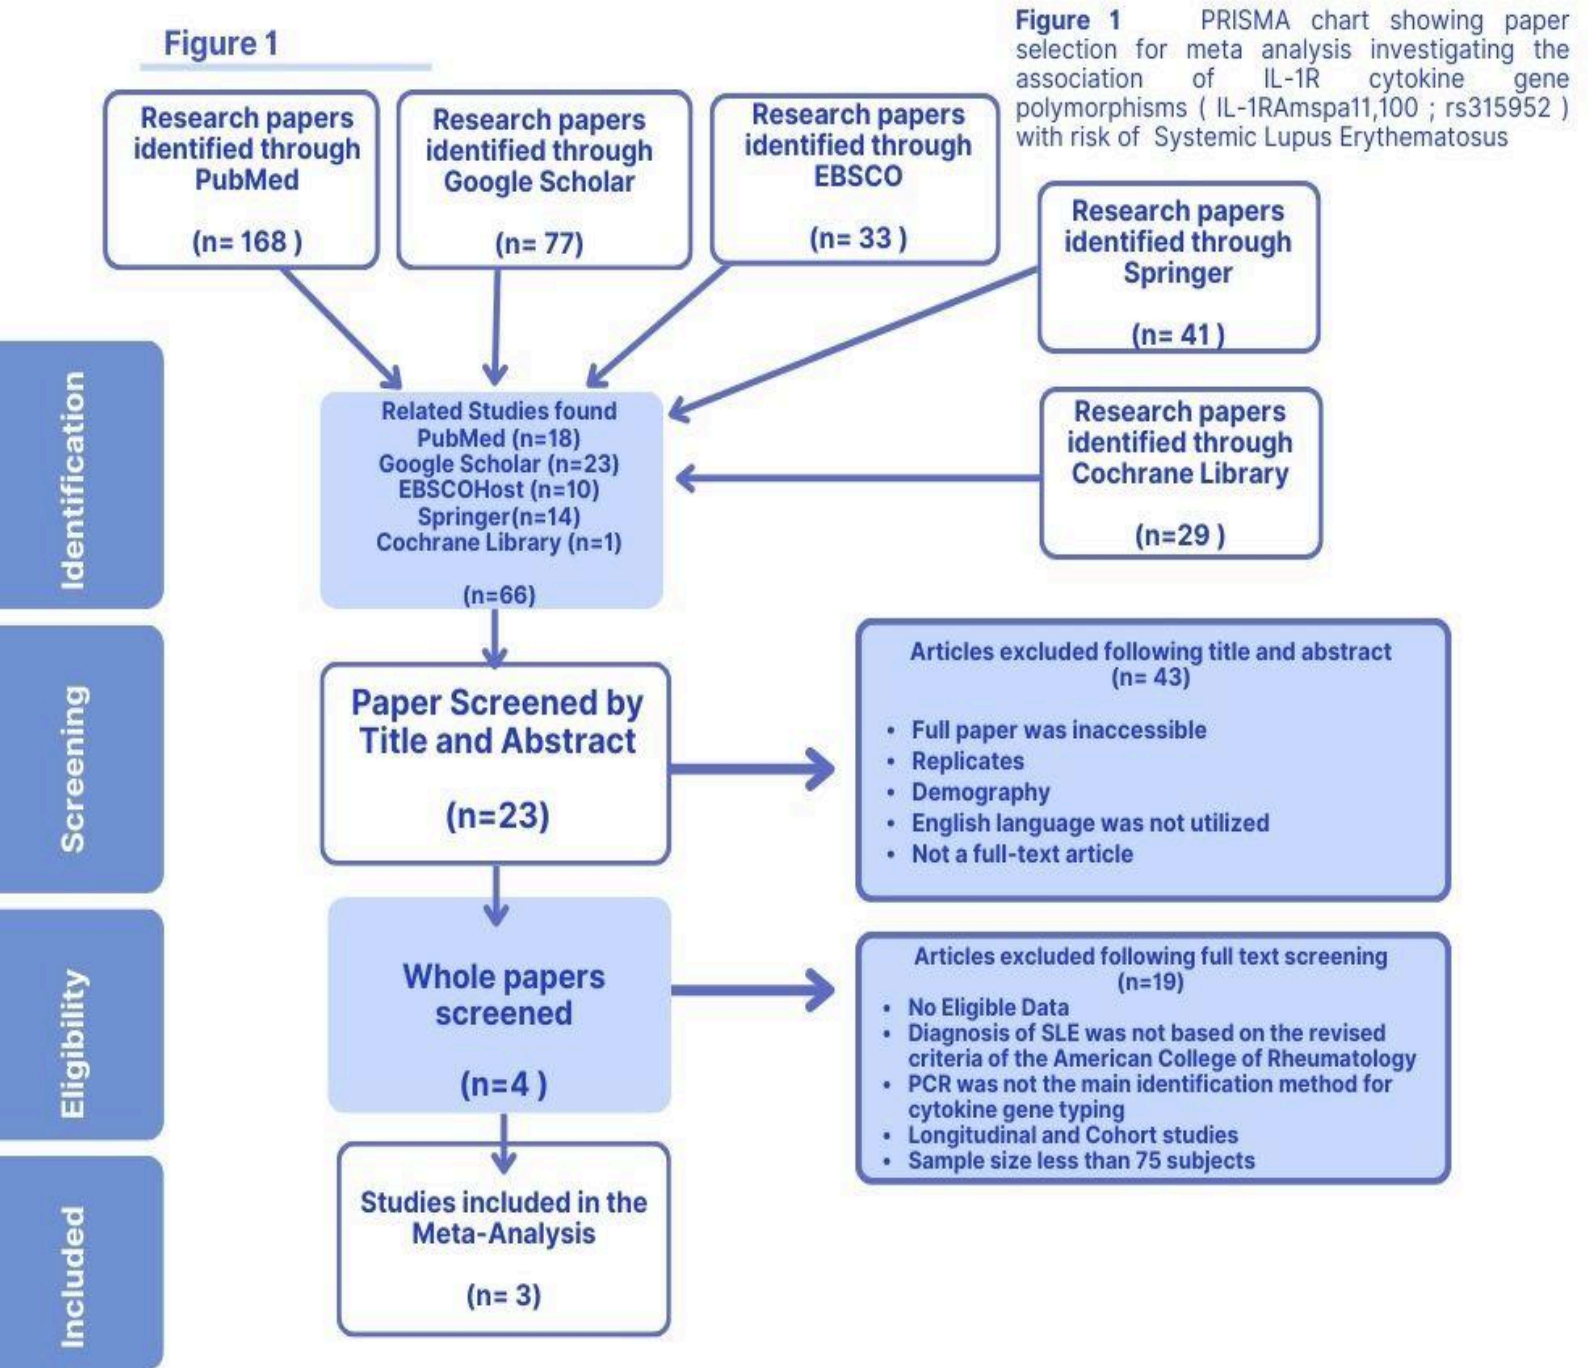 Figure 1
Figure 1 PRISMA chart showing paper
selection for meta analysis investigating the
association of IL-1R cytokine gene
polymorphisms ( IL-1RAmspa11,100 ; rs315952 )
with risk of Systemic Lupus Erythematosus
Research papers
identified through
PubMed
(n= 168 )
Research papers
identified through
Google Scholar
(n= 77)
Research papers
identified through
EBSCO
(n= 33 )
Research papers
identified through
Springer
(n= 41 )
Research papers
identified through
Cochrane Library
(n=29 )
Identification
Related Studies found
PubMed (n=18)
Google Scholar (n=23)
EBSCOHost (n=10)
Springer(n=14)
Cochrane Library (n=1)
(n=66)
Screening
Paper Screened by
Title and Abstract
(n=23)
Articles excluded following title and abstract
(n= 43)
• Full paper was inaccessible
• Replicates
• Demography
• English language was not utilized
• Not a full-text article
Eligibility
Whole papers
screened
(n=4 )
Articles excluded following full text screening
(n=19)
• No Eligible Data
• Diagnosis of SLE was not based on the revised
criteria of the American College of Rheumatology
• PCR was not the main identification method for
cytokine gene typing
• Longitudinal and Cohort studies
• Sample size less than 75 subjects
Included
Studies included in the
Meta-Analysis
(n= 3)